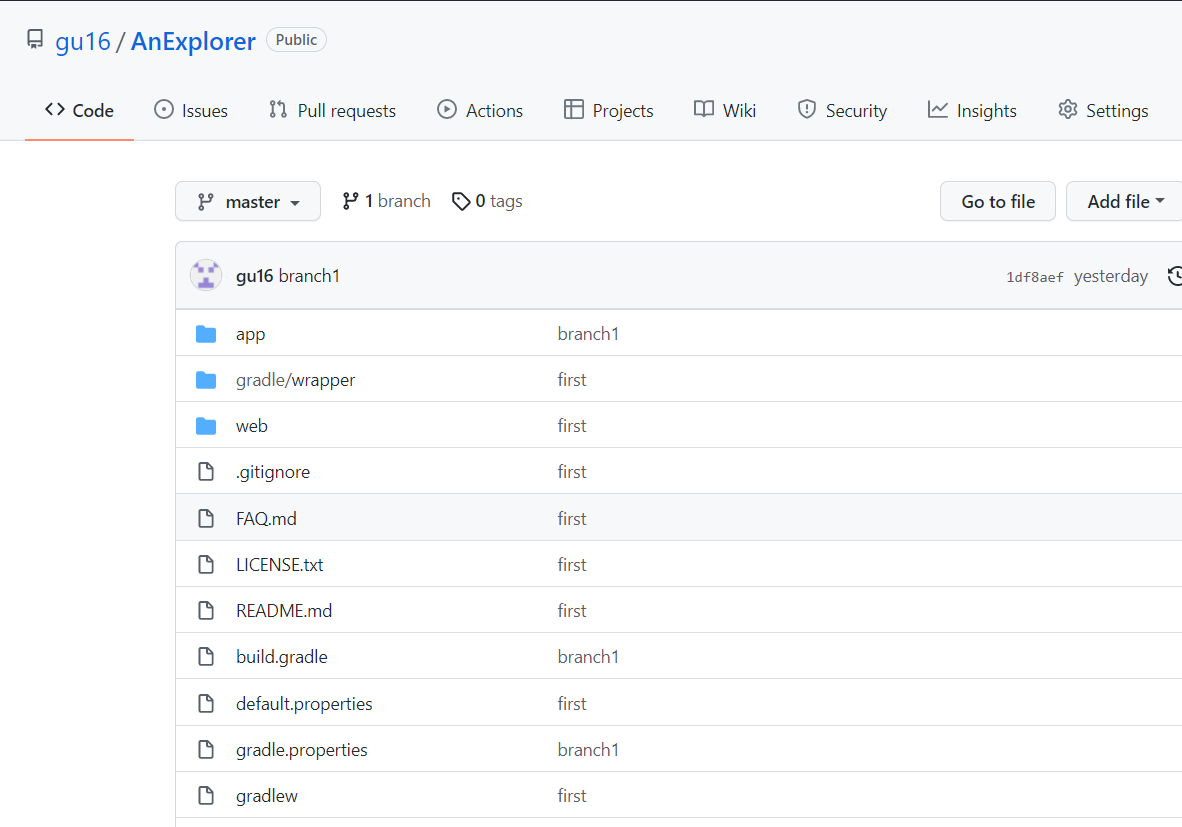 gu16 / AnExplorer Public
Code Issues Pull requests Actions Projects Wiki Security Insights Settings
master 1 branch 0 tags Go to file Add file
gu16 branch1 1df8aef yesterday
app branch1
gradle/wrapper first
web first
.gitignore first
FAQ.md first
LICENSE.txt first
README.md first
build.gradle branch1
default.properties first
gradle.properties branch1
gradlew first